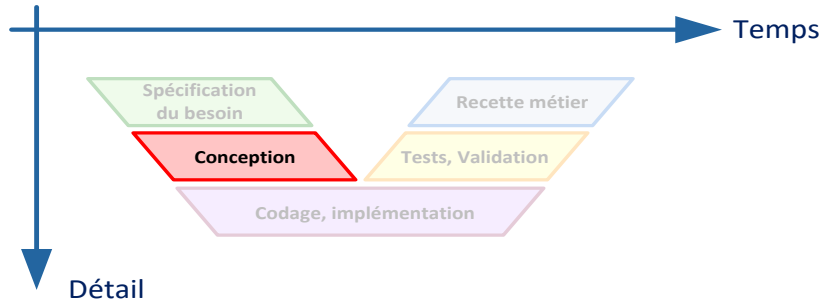 Temps
Spécification
du besoin
Recette métier
Conception
Tests, Validation
Codage, implémentation
Détail